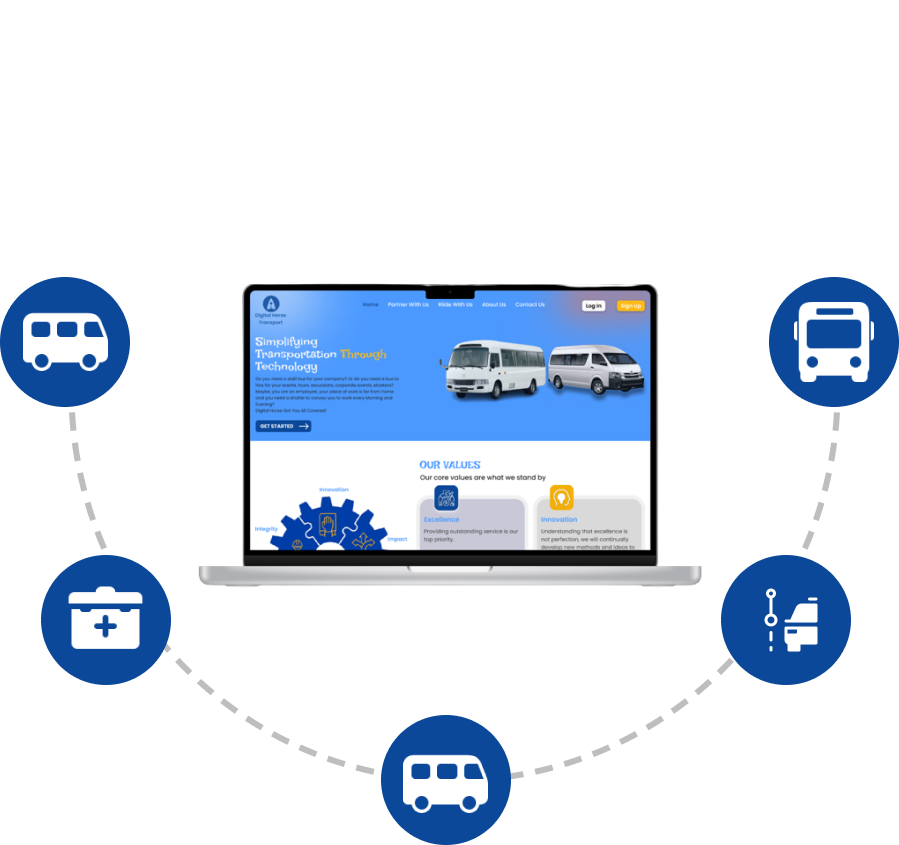 Digital Horse
Transport
Home Partner With Us Ride With Us About Us Contact Us Log in Sign Up
Simplifying
Transportation Through
Technology
Do you need a staff bus for your company? Or do you need a bus to
hire for your events, tours, excursions, corporate events, etcetera?
Maybe, you are an employee, your place of work is far from home
and you need a shuttle to convey you to work every morning and
evening?
Digital Horse Got You All Covered!
GET STARTED
OUR VALUES
Our core values are what we stand by
Innovation
Integrity
Impact
Excellence
Providing outstanding service is our
top priority.
Innovation
Understanding that excellence is
not perfection, we will continually
develop new methods and ideas to